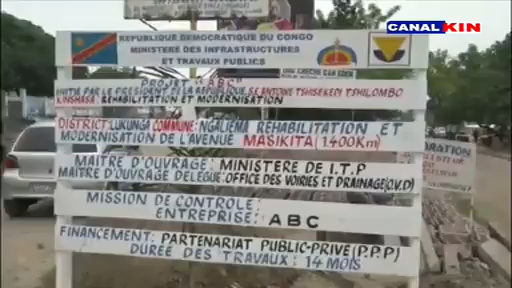 CANAL KIN
REPUBLIQUE DEMOCRATIQUE DU CONGO
MINISTERE DES INFRASTRUCTURES
ET TRAVAUX PUBLICS
PROJET "ABC"
INITIE PAR LE PRESIDENT DE LA REPUBLIQUE, S.E ANTOINE TSHISEKEDI TSHILOMBO
KINSHASA: REHABILITATION ET MODERNISATION
DISTRICT: LUKUNGA COMMUNE: NGALIEMA REHABILITATION ET
MODERNISATION DE L'AVENUE MASIKITA (1400Km)
MAITRE D'OUVRAGE: MINISTERE DE I.T.P
MAITRE D'OUVRAGE DELEGUE: OFFICE DES VOIRIES ET DRAINAGE (O.V.D)
MISSION DE CONTROLE:
ENTREPRISE: ABC
FINANCEMENT: PARTENARIAT PUBLIC-PRIVE (P.P.P)
DUREE DES TRAVAUX: 14 MOIS